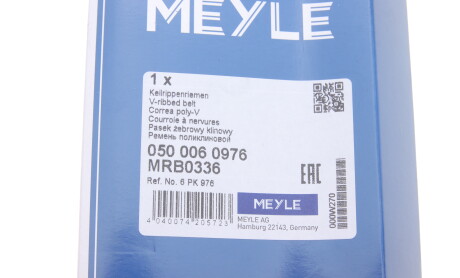 MEYLE
1 x
Keilrippenriemen
V-ribbed belt
Correa poly-V
Courroie à nervures
Pasek żebrowy klinowy
Ремень поликлиновой
050 006 0976
MRB0336
Ref. No. 6 PK 976
EAC
000W270
MEYLE
4 040074 205723
MEYLE AG
Hamburg 22143, Germany